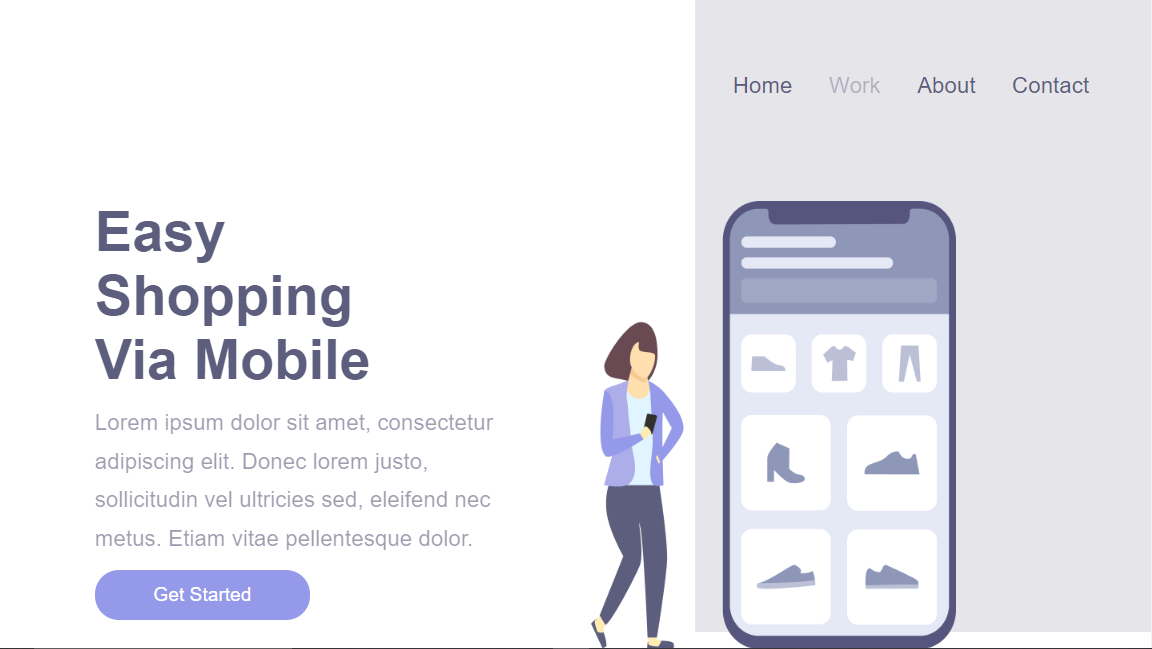 Home Work About Contact
Easy
Shopping
Via Mobile
Lorem ipsum dolor sit amet, consectetur
adipiscing elit. Donec lorem justo,
sollicitudin vel ultricies sed, eleifend nec
metus. Etiam vitae pellentesque dolor.
Get Started